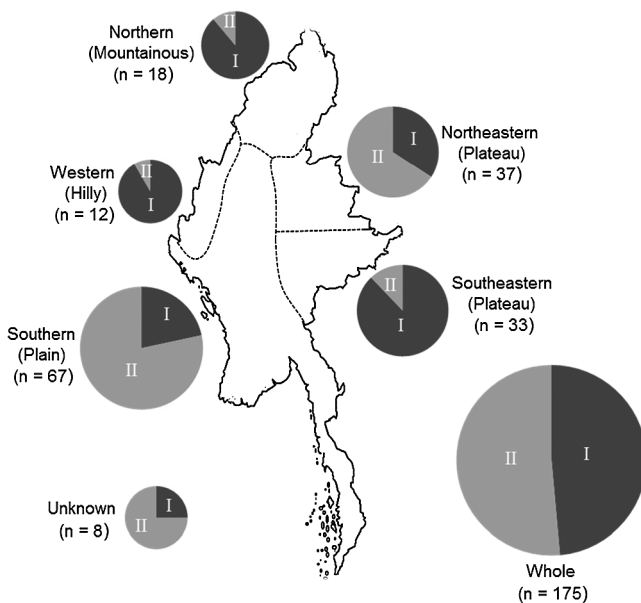 Northern
(Mountainous)
(n = 18)
II
I
Northeastern
(Plateau)
(n = 37)
I
II
Western
(Hilly)
(n = 12)
II
I
Southeastern
(Plateau)
(n = 33)
II
I
Southern
(Plain)
(n = 67)
I
II
Unknown
(n = 8)
I
II
II
I
Whole
(n = 175)